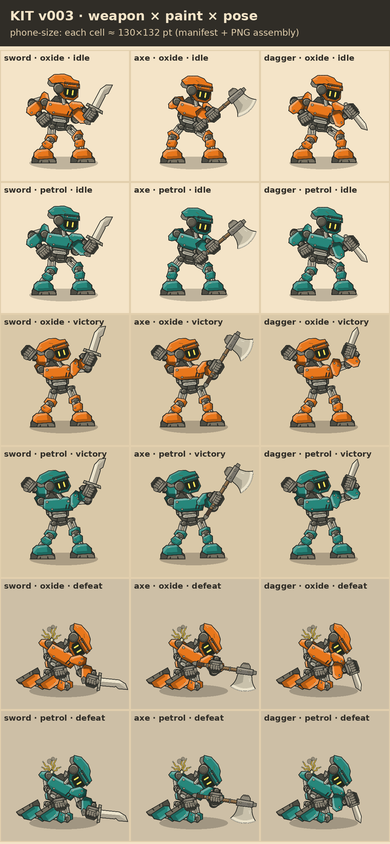 KIT v003 · weapon × paint × pose
phone-size: each cell ≈ 130×132 pt (manifest + PNG assembly)
sword · oxide · idle
axe · oxide · idle
dagger · oxide · idle
sword · petrol · idle
axe · petrol · idle
dagger · petrol · idle
sword · oxide · victory
axe · oxide · victory
dagger · oxide · victory
sword · petrol · victory
axe · petrol · victory
dagger · petrol · victory
sword · oxide · defeat
axe · oxide · defeat
dagger · oxide · defeat
sword · petrol · defeat
axe · petrol · defeat
dagger · petrol · defeat